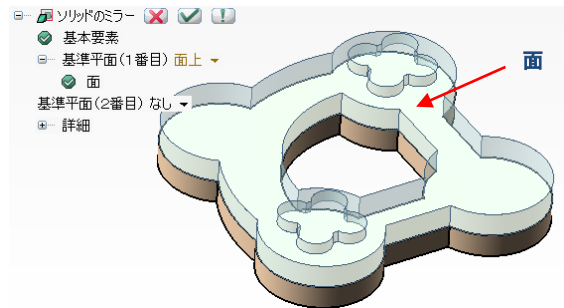 ソリッドのミラー
基本要素
基準平面(1番目) 面上
面
基準平面(2番目) なし
詳細
面